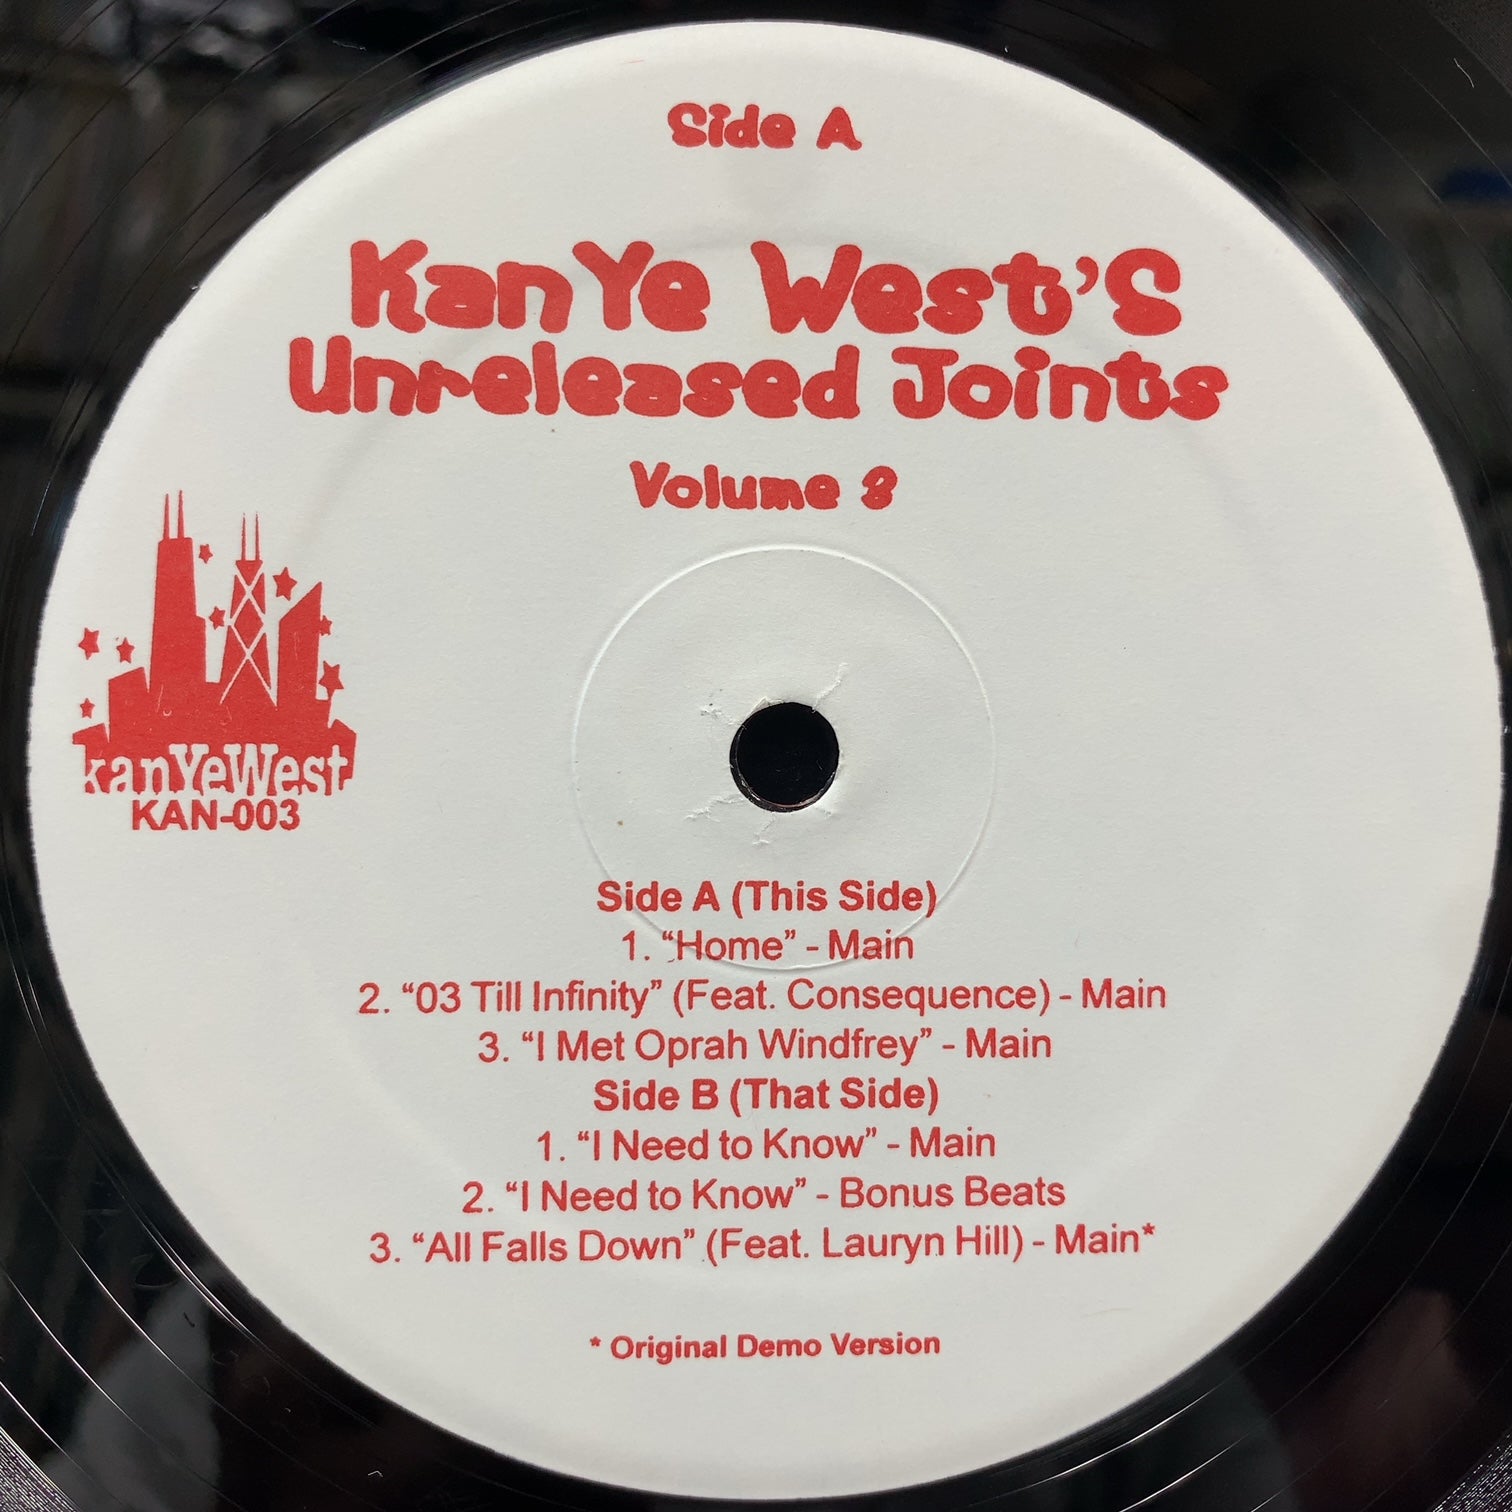 Side A
KanYe West's
Unreleased Joints
Volume 3
kanYeWest
KAN-003
Side A (This Side)
1. “Home” - Main
2. “03 Till Infinity” (Feat. Consequence) - Main
3. “I Met Oprah Windfrey” - Main
Side B (That Side)
1. “I Need to Know” - Main
2. “I Need to Know” - Bonus Beats
3. “All Falls Down” (Feat. Lauryn Hill) - Main*
* Original Demo Version